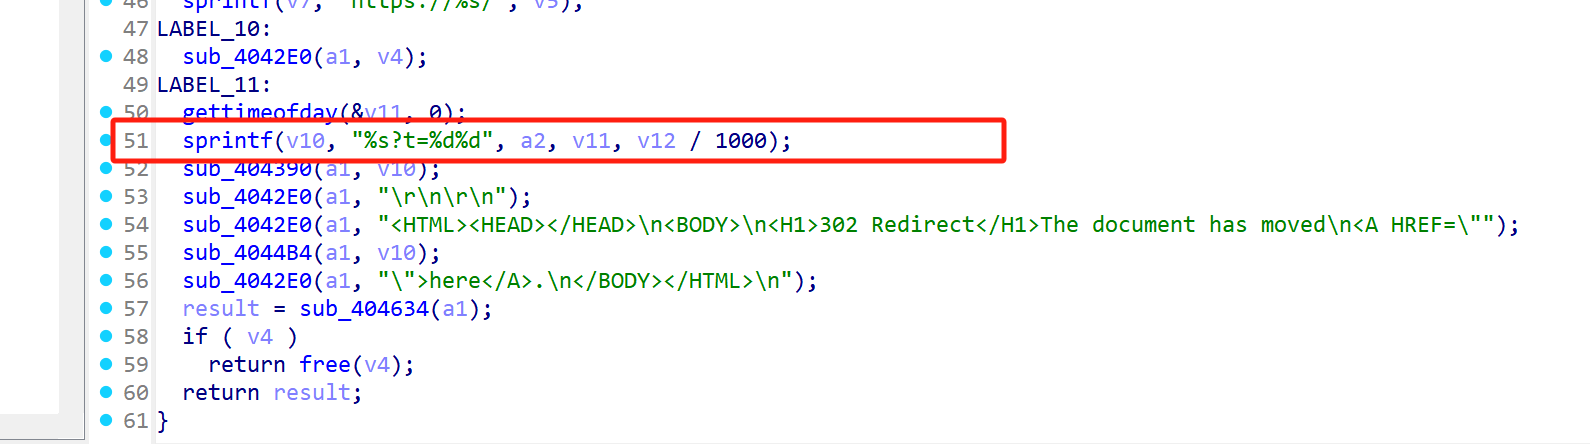 46 sprintf(v7, "https://%s/", v5);
47 LABEL_10:
48 sub_4042E0(a1, v4);
49 LABEL_11:
50 gettimeofday(&v11, 0);
51 sprintf(v10, "%s?t=%d%d", a2, v11, v12 / 1000);
52 sub_404390(a1, v10);
53 sub_4042E0(a1, "\r\n\r\n");
54 sub_4042E0(a1, "<HTML><HEAD></HEAD>\n<BODY>\n<H1>302 Redirect</H1>The document has moved\n<A HREF=\"");
55 sub_4044B4(a1, v10);
56 sub_4042E0(a1, "\">here</A>.\n</BODY></HTML>\n");
57 result = sub_404634(a1);
58 if ( v4 )
59 return free(v4);
60 return result;
61 }